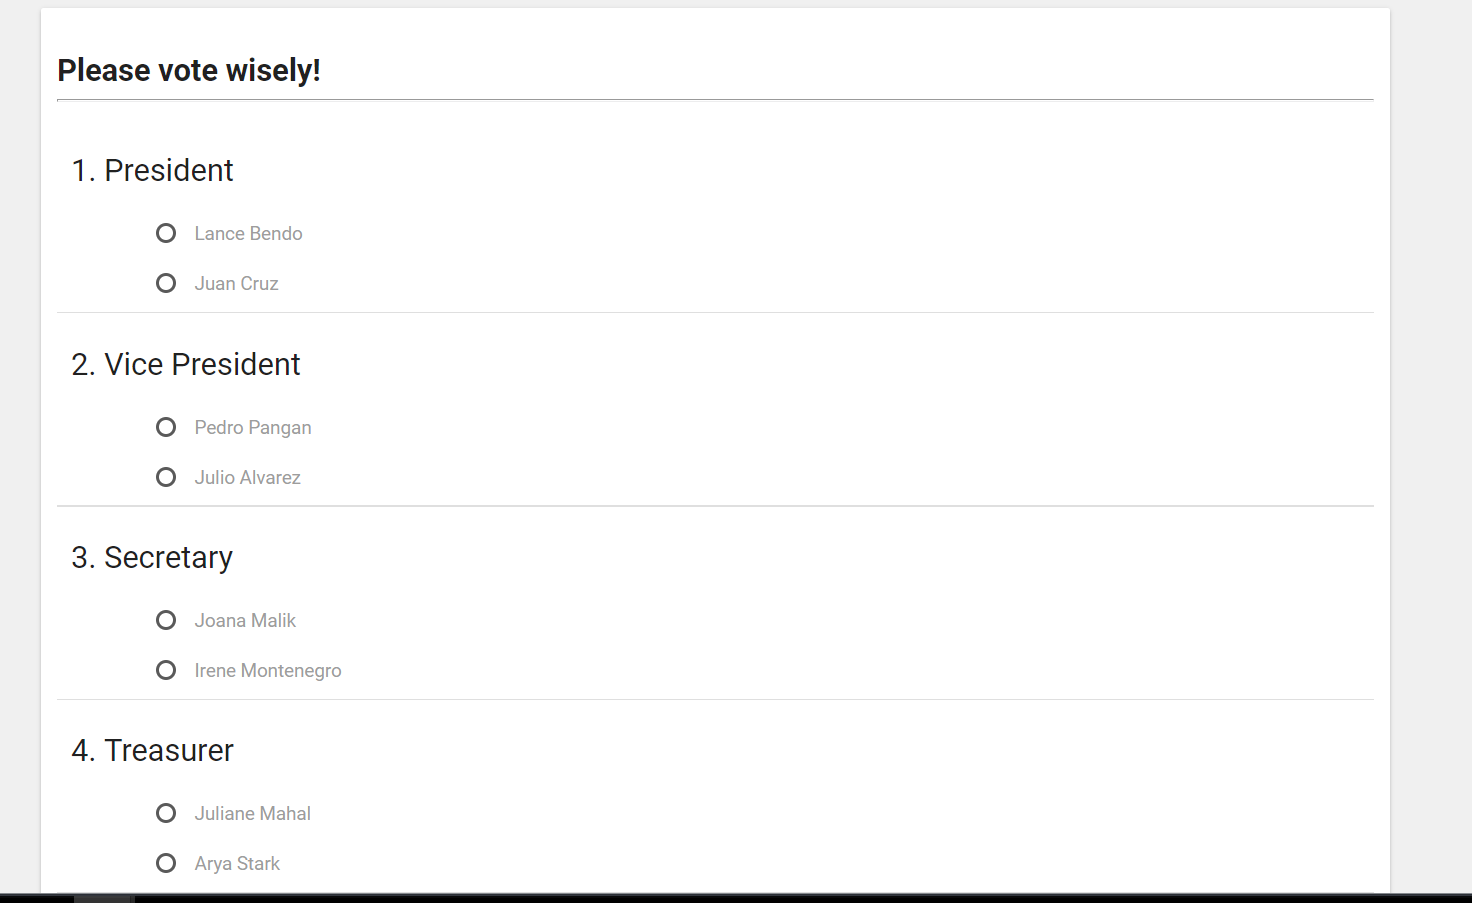 Please vote wisely!
1. President
Lance Bendo
Juan Cruz
2. Vice President
Pedro Pangan
Julio Alvarez
3. Secretary
Joana Malik
Irene Montenegro
4. Treasurer
Juliane Mahal
Arya Stark